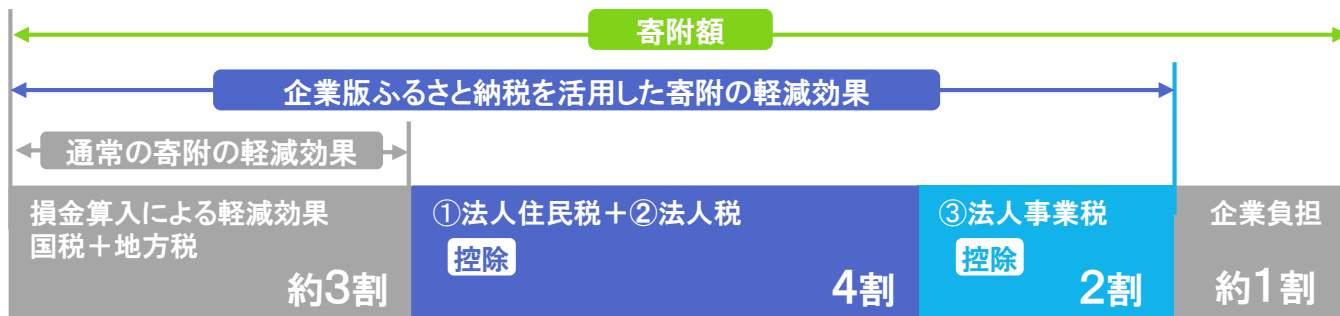 寄附額
企業版ふるさと納税を活用した寄附の軽減効果
通常の寄附の軽減効果
損金算入による軽減効果
国税＋地方税
約3割
①法人住民税＋②法人税
控除
4割
③法人事業税
控除
2割
企業負担
約1割